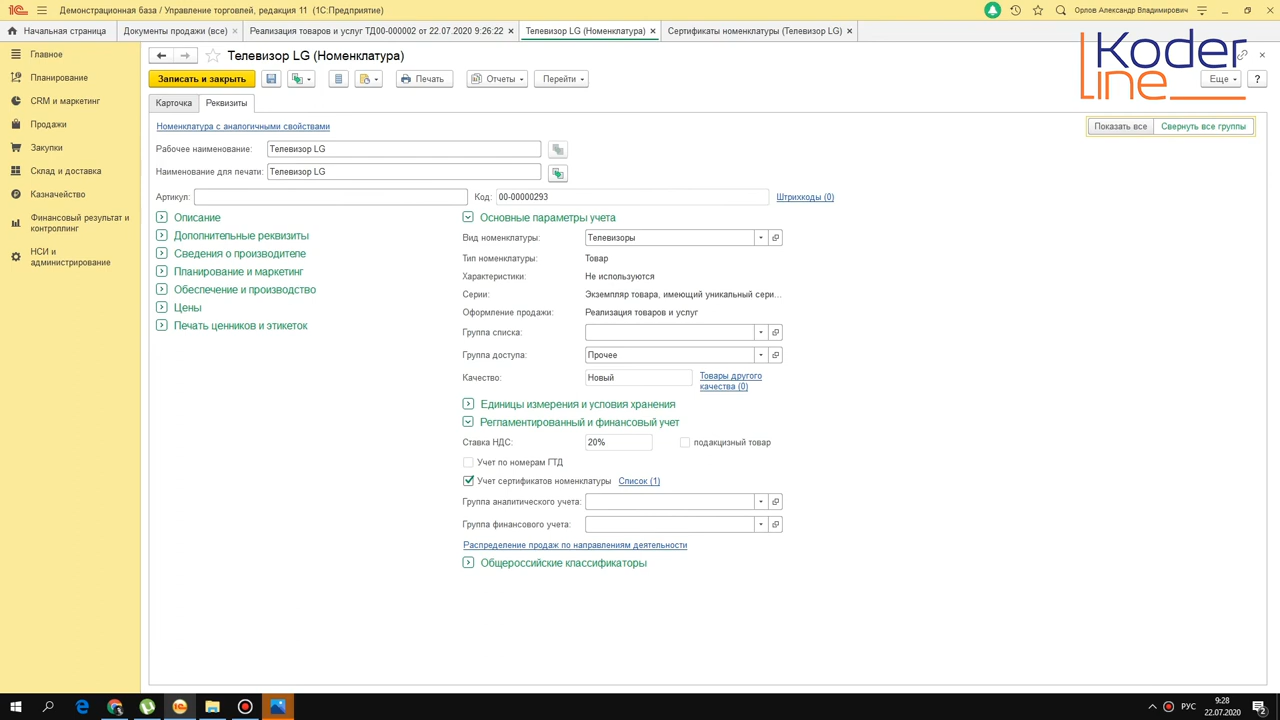 1С Демонстрационная база / Управление торговлей, редакция 11 (1С:Предприятие)
Орлов Александр Владимирович
Начальная страница
Документы продажи (все) ×
Реализация товаров и услуг ТД00-000002 от 22.07.2020 9:26:22 ×
Телевизор LG (Номенклатура) ×
Сертификаты номенклатуры (Телевизор LG) ×
Главное
Планирование
CRM и маркетинг
Продажи
Закупки
Склад и доставка
Казначейство
Финансовый результат и
контроллинг
НСИ и
администрирование
Телевизор LG (Номенклатура)
Koder
line
Записать и закрыть
Печать
Отчеты
Перейти
Еще
?
Карточка
Реквизиты
Номенклатура с аналогичными свойствами
Показать все
Свернуть все группы
Рабочее наименование: Телевизор LG
Наименование для печати: Телевизор LG
Артикул:
Код: 00-00000293
Штрихкоды (0)
Описание
Дополнительные реквизиты
Сведения о производителе
Планирование и маркетинг
Обеспечение и производство
Цены
Печать ценников и этикеток
Основные параметры учета
Вид номенклатуры: Телевизоры
Тип номенклатуры: Товар
Характеристики: Не используются
Серии: Экземпляр товара, имеющий уникальный сери...
Оформление продажи: Реализация товаров и услуг
Группа списка:
Группа доступа: Прочее
Качество: Новый
Товары другого
качества (0)
Единицы измерения и условия хранения
Регламентированный и финансовый учет
Ставка НДС: 20% подакцизный товар
Учет по номерам ГТД
Учет сертификатов номенклатуры Список (1)
Группа аналитического учета:
Группа финансового учета:
Распределение продаж по направлениям деятельности
Общероссийские классификаторы
РУС
9:28
22.07.2020
2